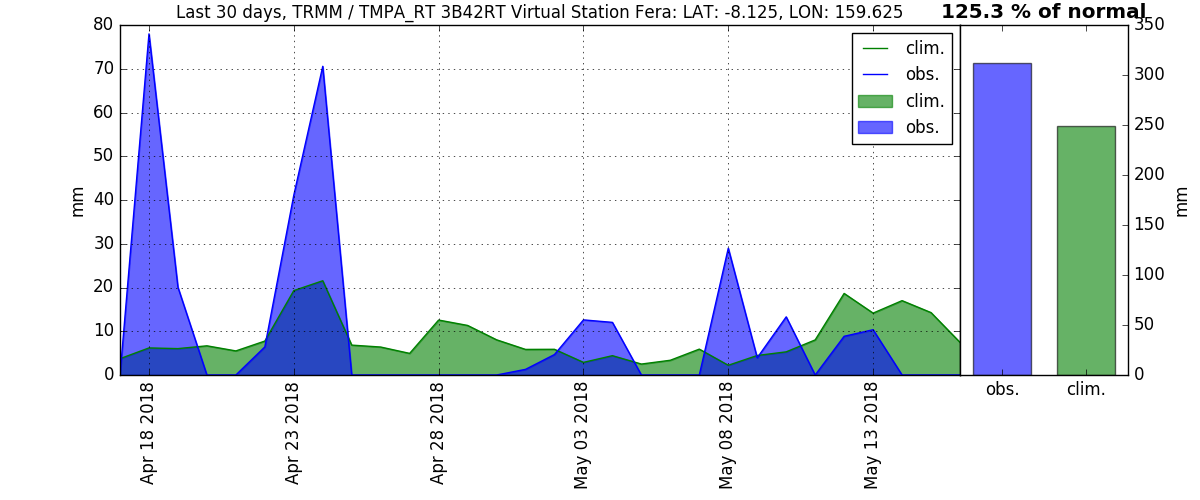 Last 30 days, TRMM / TMPA_RT 3B42RT Virtual Station Fera: LAT: -8.125, LON: 159.625
125.3 % of normal
80
70
60
50
40
30
20
10
0
mm
clim.
obs.
clim.
obs.
Apr 18 2018
Apr 23 2018
Apr 28 2018
May 03 2018
May 08 2018
May 13 2018
350
300
250
200
150
100
50
0
mm
obs.
clim.